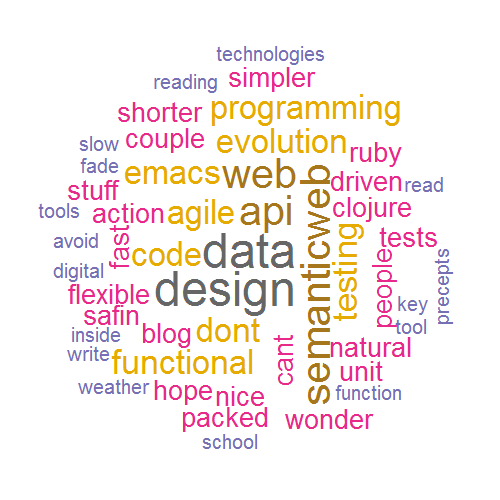 technologies
reading simpler
shorter programming
slow couple evolution ruby
fade emacs web driven read
stuff
tools action agile api clojure
avoid fast code data semanticweb testing tests
digital design people precepts
flexible
safin key
inside blog dont tool
write functional cant natural
weather hope nice unit function
packed wonder
school